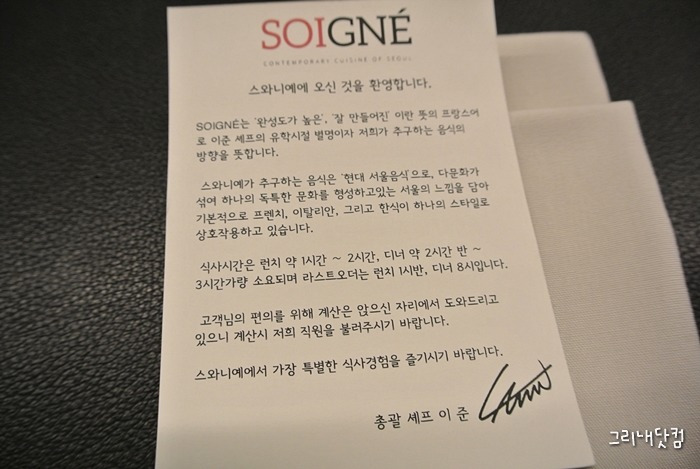 SOIGNÉ
CONTEMPORARY CUISINE OF SEOUL
스와니예에 오신 것을 환영합니다.
SOIGNÉ는 '완성도가 높은', '잘 만들어진' 이란 뜻의 프랑스어
로 이준 셰프의 유학시절 별명이자 저희가 추구하는 음식의
방향을 뜻합니다.
스와니예가 추구하는 음식은 '현대 서울음식'으로, 다문화가
섞여 하나의 독특한 문화를 형성하고있는 서울의 느낌을 담아
기본적으로 프렌치, 이탈리안, 그리고 한식이 하나의 스타일로
상호작용하고 있습니다.
식사시간은 런치 약 1시간 ~ 2시간, 디너 약 2시간 반 ~
3시간가량 소요되며 라스트오더는 런치 1시반, 디너 8시입니다.
고객님의 편의를 위해 계산은 앉으신 자리에서 도와드리고
있으니 계산시 저희 직원을 불러주시기 바랍니다.
스와니예에서 가장 특별한 식사경험을 즐기시기 바랍니다.
총괄 셰프 이 준
그리내닷컴